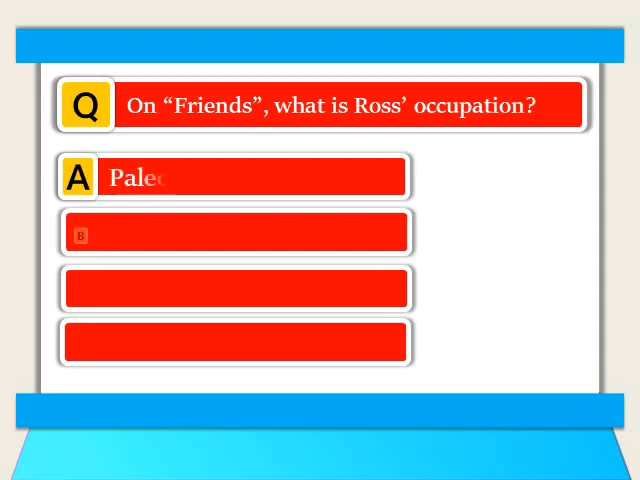 Q On “Friends”, what is Ross’ occupation?
A Paleo
B